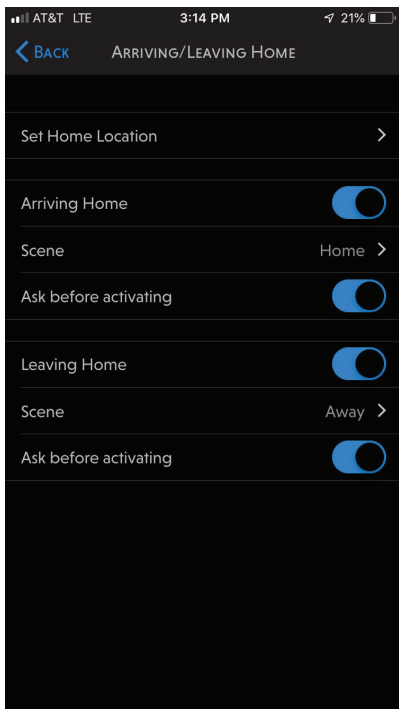 AT&T LTE 3:14 PM 21%
Back Arriving/Leaving Home
Set Home Location
Arriving Home
Scene Home
Ask before activating
Leaving Home
Scene Away
Ask before activating